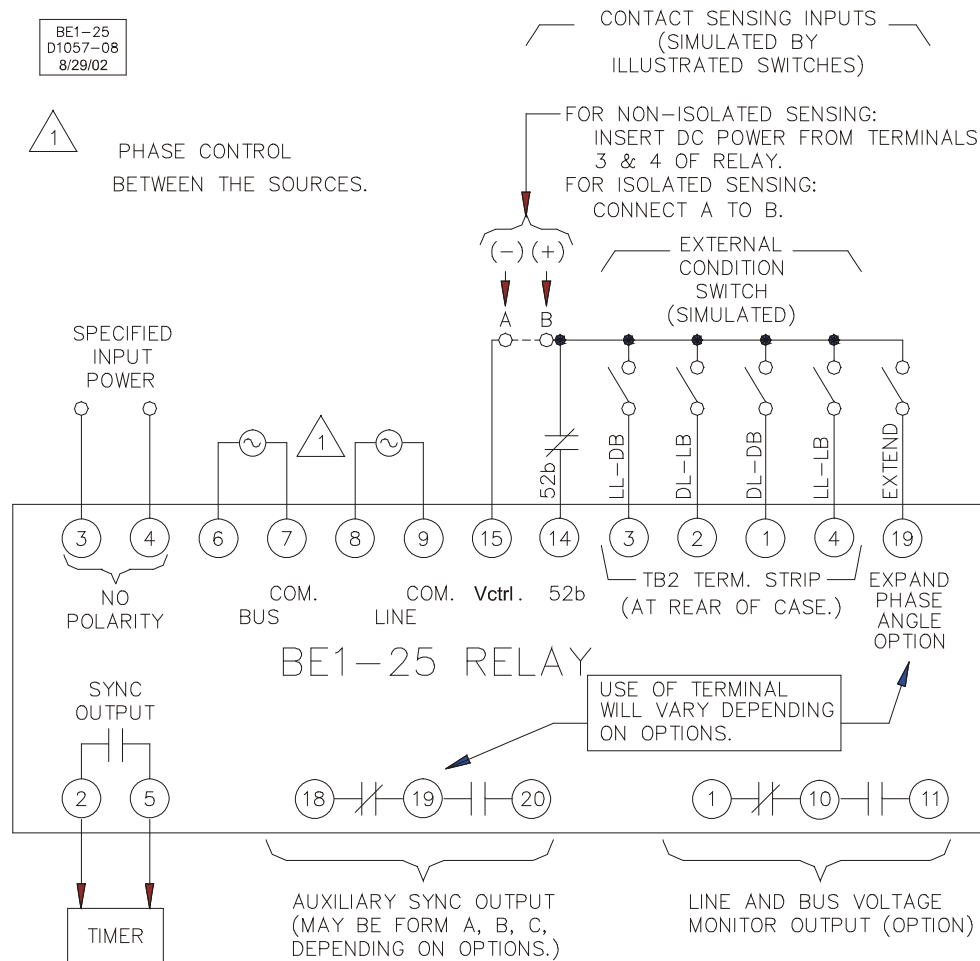 BE1-25
D1057-08
8/29/02
CONTACT SENSING INPUTS
(SIMULATED BY
ILLUSTRATED SWITCHES)
1
PHASE CONTROL
BETWEEN THE SOURCES.
FOR NON-ISOLATED SENSING:
INSERT DC POWER FROM TERMINALS
3 & 4 OF RELAY.
FOR ISOLATED SENSING:
CONNECT A TO B.
(-) (+)
A B
EXTERNAL
CONDITION
SWITCH
(SIMULATED)
SPECIFIED
INPUT
POWER
1
52b
LL-DB
DL-LB
DL-DB
LL-LB
EXTEND
3 4 6 7 8 9 15 14 3 2 1 4 19
NO
POLARITY
COM.
BUS
COM.
LINE
Vctrl. 52b
TB2 TERM. STRIP
(AT REAR OF CASE.)
EXPAND
PHASE
ANGLE
OPTION
BE1-25 RELAY
USE OF TERMINAL
WILL VARY DEPENDING
ON OPTIONS.
SYNC
OUTPUT
2 5 18 19 20 1 10 11
TIMER
AUXILIARY SYNC OUTPUT
(MAY BE FORM A, B, C,
DEPENDING ON OPTIONS.)
LINE AND BUS VOLTAGE
MONITOR OUTPUT (OPTION)